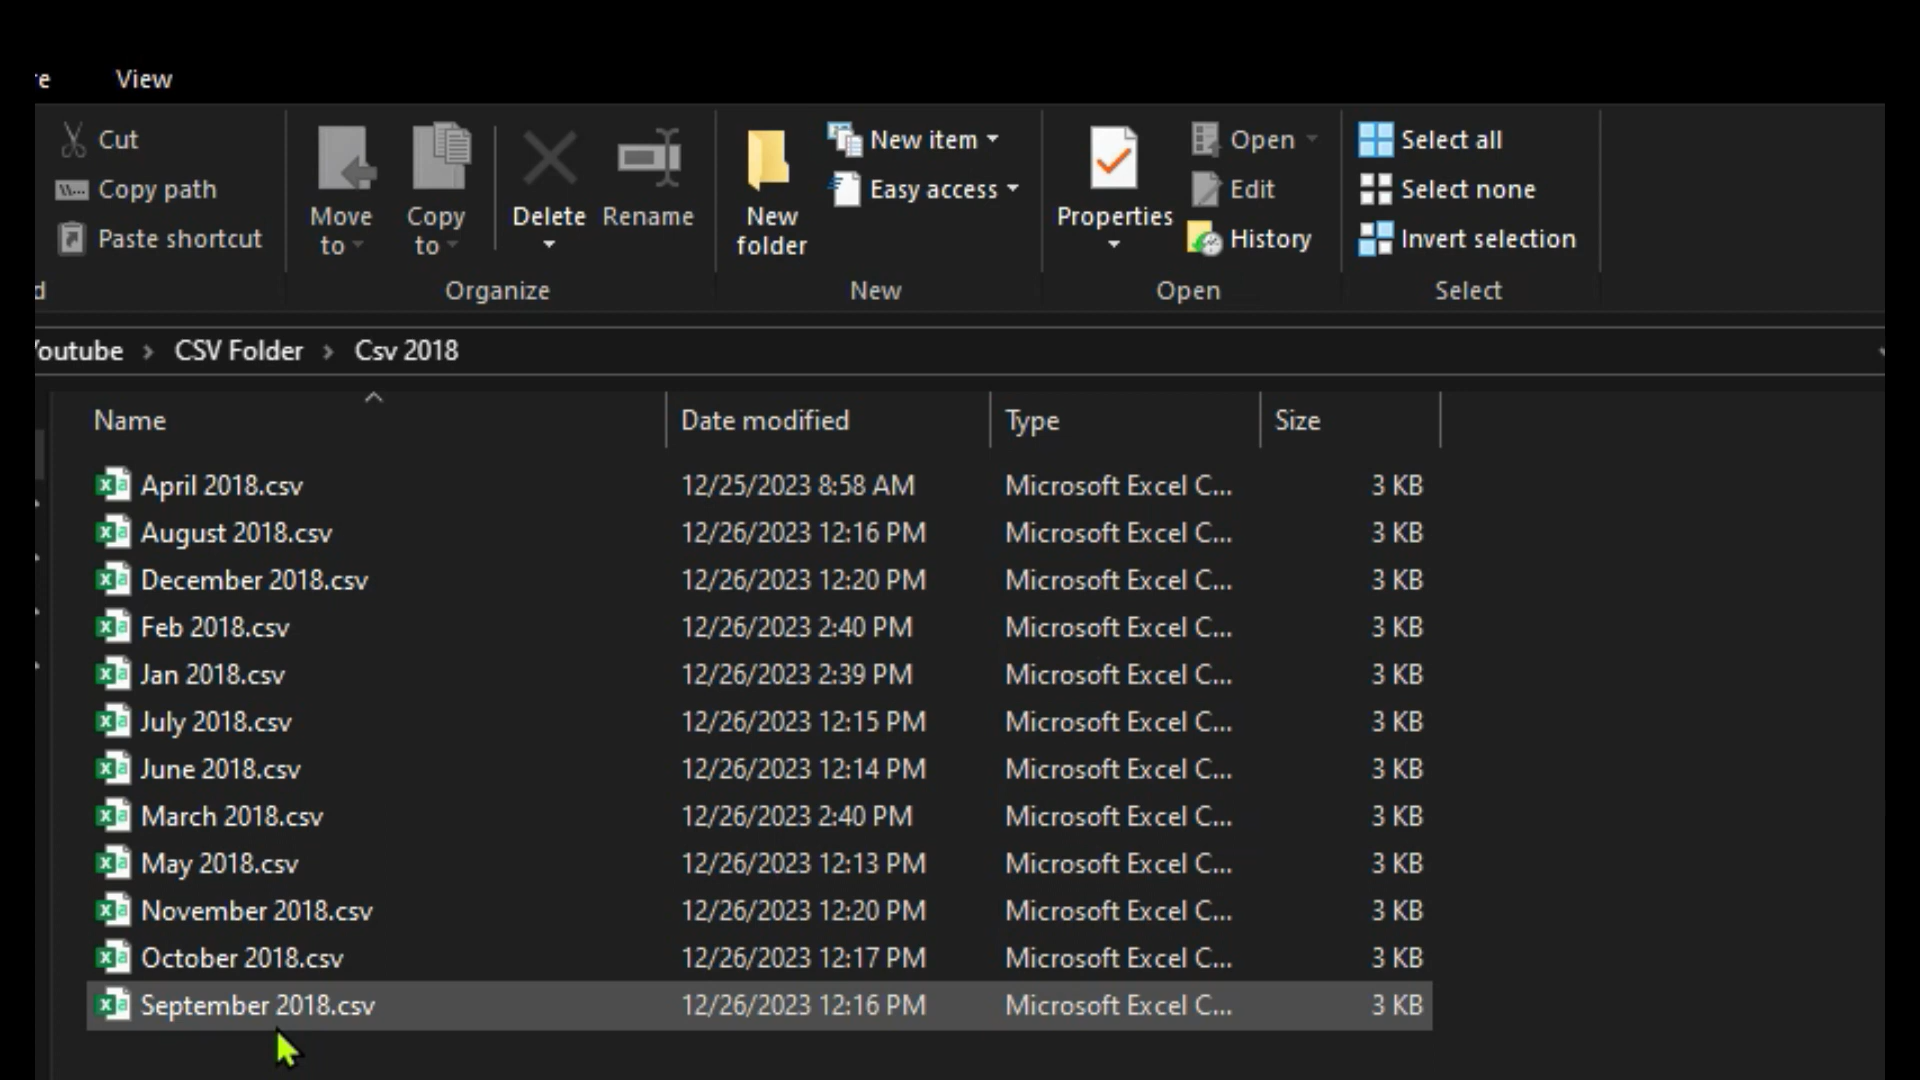 View
Cut
Copy path
Paste shortcut
Move to
Copy to
Delete
Rename
New folder
New item
Easy access
Properties
Open
Edit
History
Select all
Select none
Invert selection
Organize
New
Open
Select
outube > CSV Folder > Csv 2018
Name Date modified Type Size
April 2018.csv 12/25/2023 8:58 AM Microsoft Excel C... 3 KB
August 2018.csv 12/26/2023 12:16 PM Microsoft Excel C... 3 KB
December 2018.csv 12/26/2023 12:20 PM Microsoft Excel C... 3 KB
Feb 2018.csv 12/26/2023 2:40 PM Microsoft Excel C... 3 KB
Jan 2018.csv 12/26/2023 2:39 PM Microsoft Excel C... 3 KB
July 2018.csv 12/26/2023 12:15 PM Microsoft Excel C... 3 KB
June 2018.csv 12/26/2023 12:14 PM Microsoft Excel C... 3 KB
March 2018.csv 12/26/2023 2:40 PM Microsoft Excel C... 3 KB
May 2018.csv 12/26/2023 12:13 PM Microsoft Excel C... 3 KB
November 2018.csv 12/26/2023 12:20 PM Microsoft Excel C... 3 KB
October 2018.csv 12/26/2023 12:17 PM Microsoft Excel C... 3 KB
September 2018.csv 12/26/2023 12:16 PM Microsoft Excel C... 3 KB